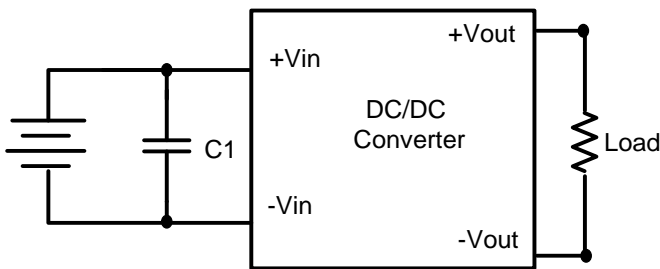 +Vout
+Vin
DC/DC
Converter
C1
Load
-Vin
-Vout